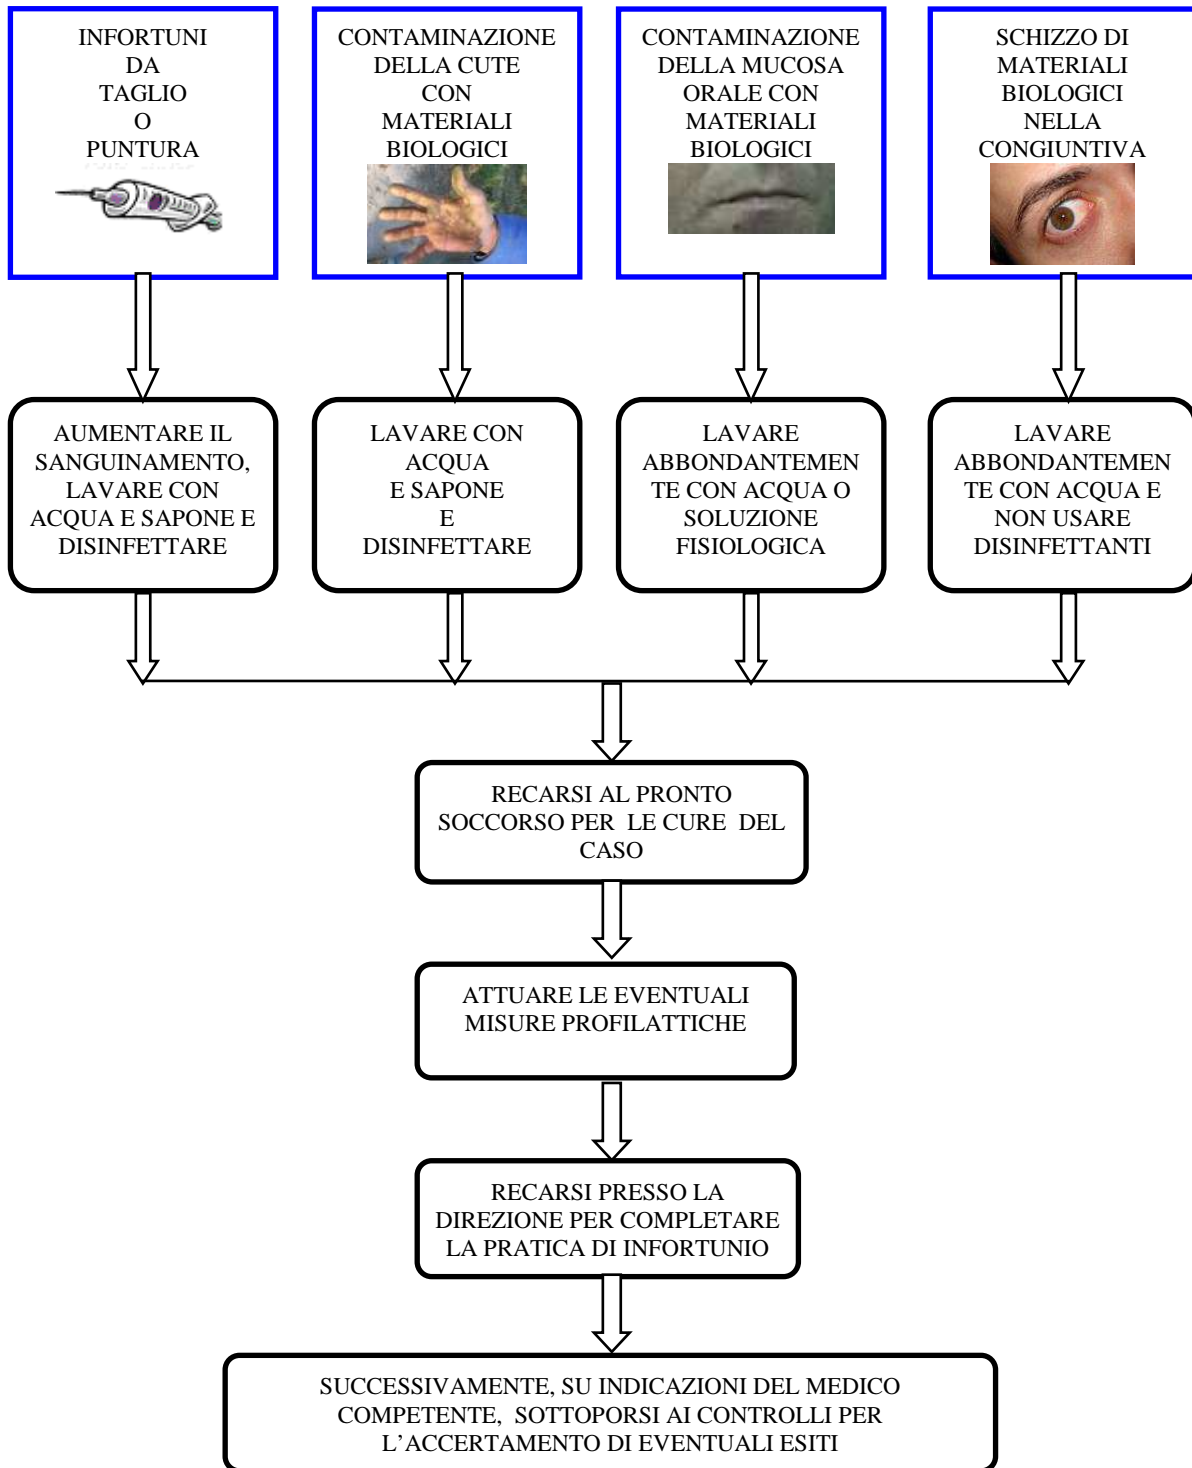 INFORTUNI
DA
TAGLIO
O
PUNTURA
CONTAMINAZIONE
DELLA CUTE
CON
MATERIALI
BIOLOGICI
CONTAMINAZIONE
DELLA MUCOSA
ORALE CON
MATERIALI
BIOLOGICI
SCHIZZO DI
MATERIALI
BIOLOGICI
NELLA
CONGIUNTIVA
AUMENTARE IL
SANGUINAMENTO,
LAVARE CON
ACQUA E SAPONE E
DISINFETTARE
LAVARE CON
ACQUA
E SAPONE
E
DISINFETTARE
LAVARE
ABBONDANTEMEN
TE CON ACQUA O
SOLUZIONE
FISIOLOGICA
LAVARE
ABBONDANTEMEN
TE CON ACQUA E
NON USARE
DISINFETTANTI
RECARSI AL PRONTO
SOCCORSO PER LE CURE DEL
CASO
ATTUARE LE EVENTUALI
MISURE PROFILATTICHE
RECARSI PRESSO LA
DIREZIONE PER COMPLETARE
LA PRATICA DI INFORTUNIO
SUCCESSIVAMENTE, SU INDICAZIONI DEL MEDICO
COMPETENTE, SOTTOPORSI AI CONTROLLI PER
L’ACCERTAMENTO DI EVENTUALI ESITI